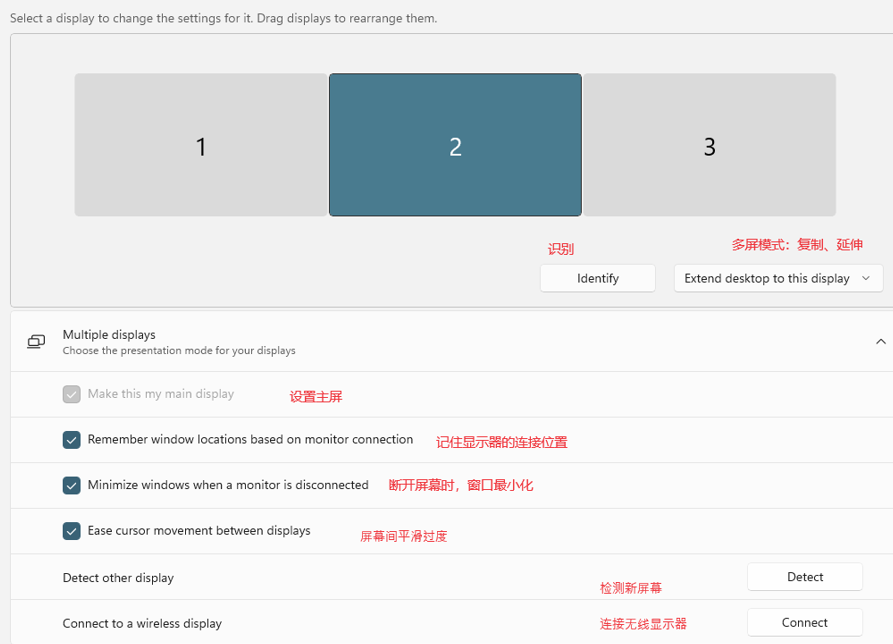 Select a display to change the settings for it. Drag displays to rearrange them.
1
2
3
识别
多屏模式：复制、延伸
Identify
Extend desktop to this display
Multiple displays
Choose the presentation mode for your displays
Make this my main display
设置主屏
Remember window locations based on monitor connection
记住显示器的连接位置
Minimize windows when a monitor is disconnected
断开屏幕时，窗口最小化
Ease cursor movement between displays
屏幕间平滑过度
Detect other display
检测新屏幕
Detect
Connect to a wireless display
连接无线显示器
Connect